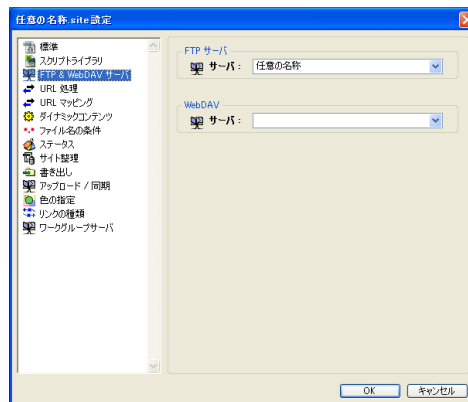 任意の名称.site 設定
標準
スクリプトライブラリ
FTP & WebDAV サーバ
URL 処理
URL マッピング
ダイナミックコンテンツ
ファイル名の条件
ステータス
サイト整理
書き出し
アップロード / 同期
色の指定
リンクの種類
ワークグループサーバ
FTP サーバ
サーバ： 任意の名称
WebDAV
サーバ：
OK キャンセル